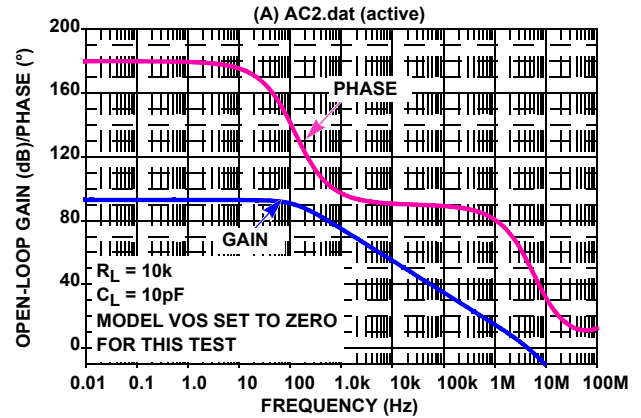 (A) AC2.dat (active)
200
160
120
80
40
0
OPEN-LOOP GAIN (dB)/PHASE (°)
PHASE
GAIN
RL = 10k
CL = 10pF
MODEL VOS SET TO ZERO
FOR THIS TEST
0.01 0.1 1.0 10 100 1.0k 10k 100k 1M 10M 100M
FREQUENCY (Hz)